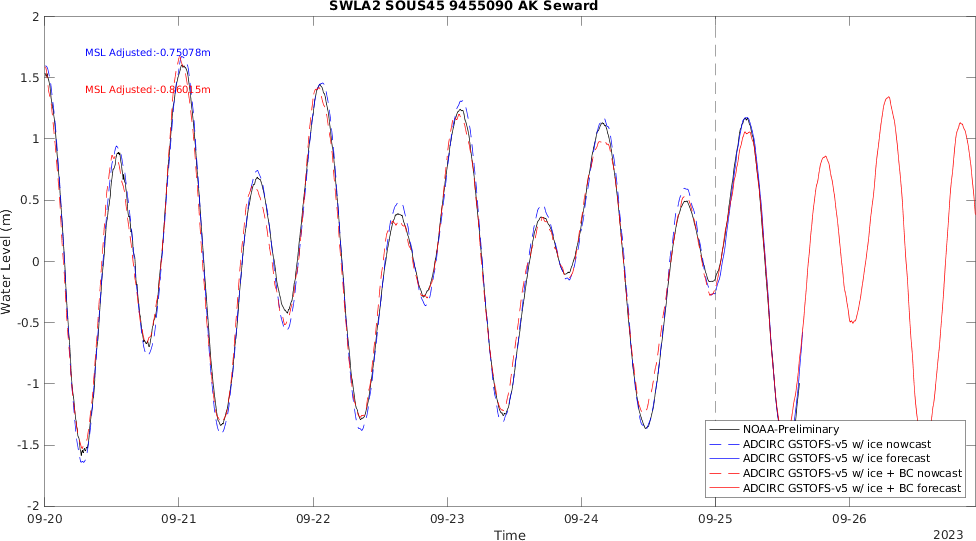 SWLA2 SOUS45 9455090 AK Seward
2
1.5
1
0.5
0
-0.5
-1
-1.5
-2
Water Level (m)
MSL Adjusted:-0.75078m
MSL Adjusted:-0.86015m
NOAA-Preliminary
ADCIRC GSTOFS-v5 w/ ice nowcast
ADCIRC GSTOFS-v5 w/ ice forecast
ADCIRC GSTOFS-v5 w/ ice + BC nowcast
ADCIRC GSTOFS-v5 w/ ice + BC forecast
09-20 09-21 09-22 09-23 09-24 09-25 09-26
Time
2023